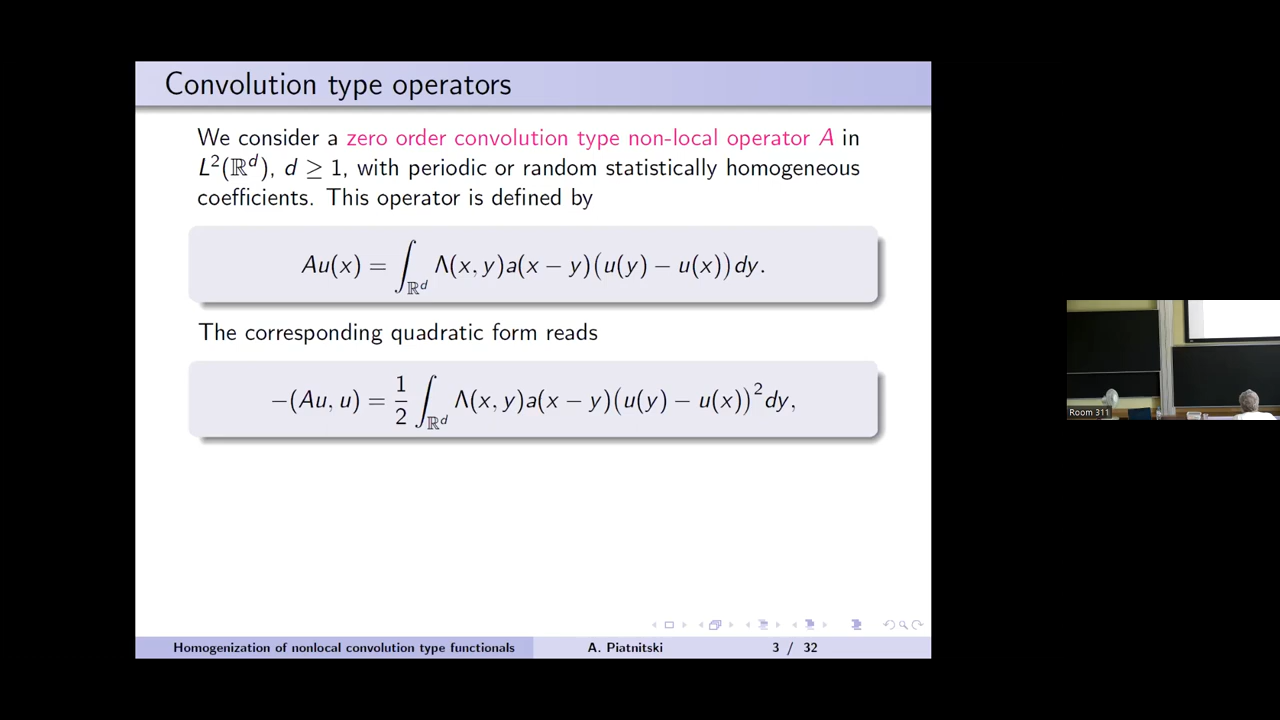 Convolution type operators
We consider a zero order convolution type non-local operator A in
L²(ℝᵈ), d ≥ 1, with periodic or random statistically homogeneous
coefficients. This operator is defined by
Au(x) = ∫_{ℝᵈ} Λ(x, y)a(x − y)(u(y) − u(x))dy.
The corresponding quadratic form reads
−(Au, u) = 1/2 ∫_{ℝᵈ} Λ(x, y)a(x − y)(u(y) − u(x))²dy,
Room 311
Homogenization of nonlocal convolution type functionals A. Piatnitski 3 / 32